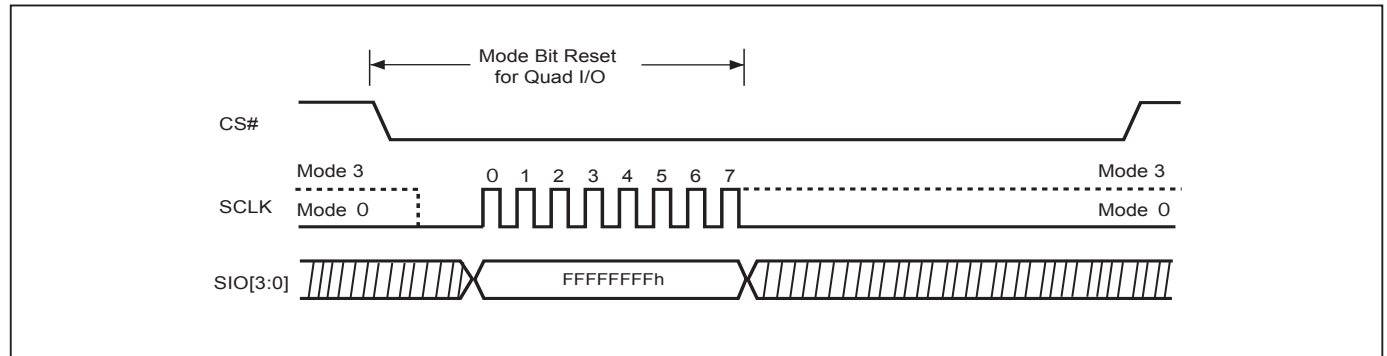 Mode Bit Reset
for Quad I/O
CS#
Mode 3
Mode 3
0 1 2 3 4 5 6 7
SCLK
Mode 0
Mode 0
SIO[3:0]
FFFFFFFFh